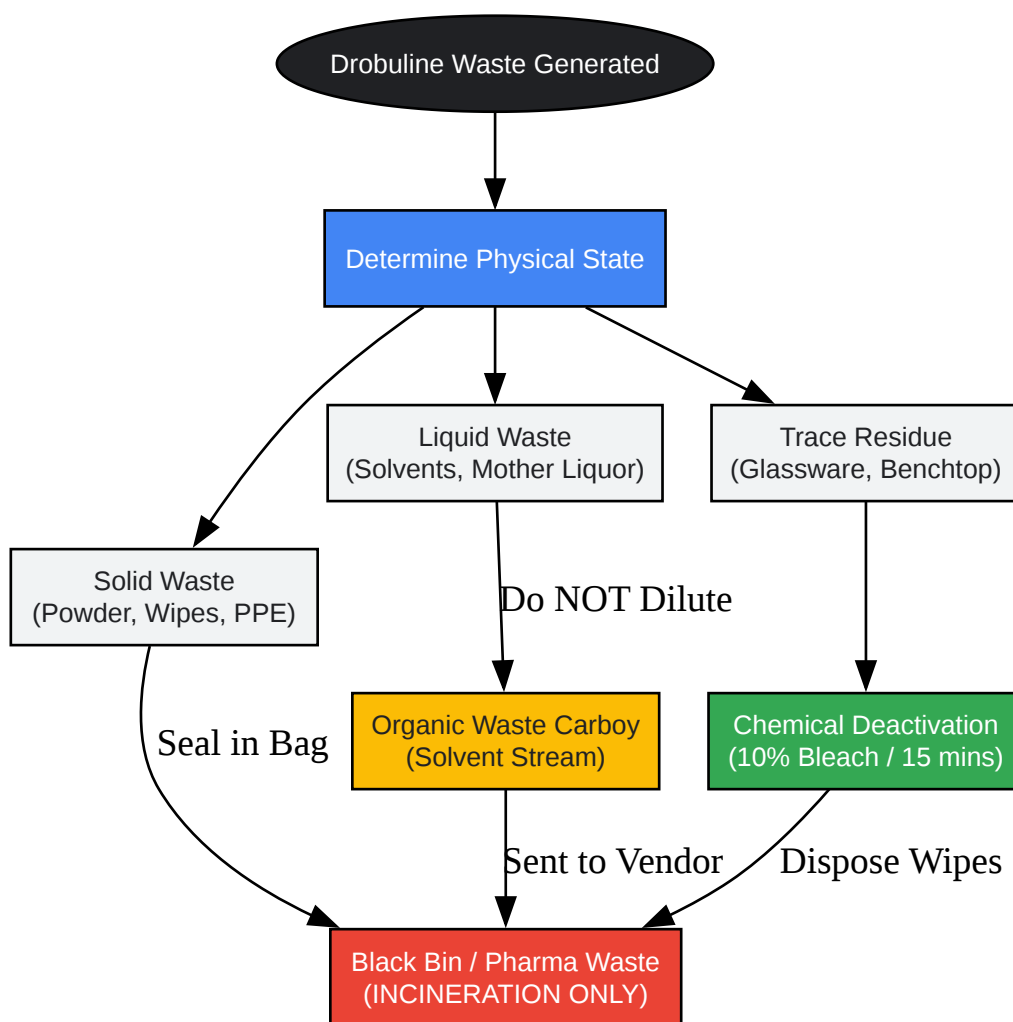 Drobuline Waste Generated
Determine Physical State
Liquid Waste
(Solvents, Mother Liquor)
Trace Residue
(Glassware, Benchtop)
Solid Waste
(Powder, Wipes, PPE)
Do NOT Dilute
Organic Waste Carboy
(Solvent Stream)
Chemical Deactivation
(10% Bleach / 15 mins)
Seal in Bag
Sent to Vendor
Dispose Wipes
Black Bin / Pharma Waste
(INCINERATION ONLY)